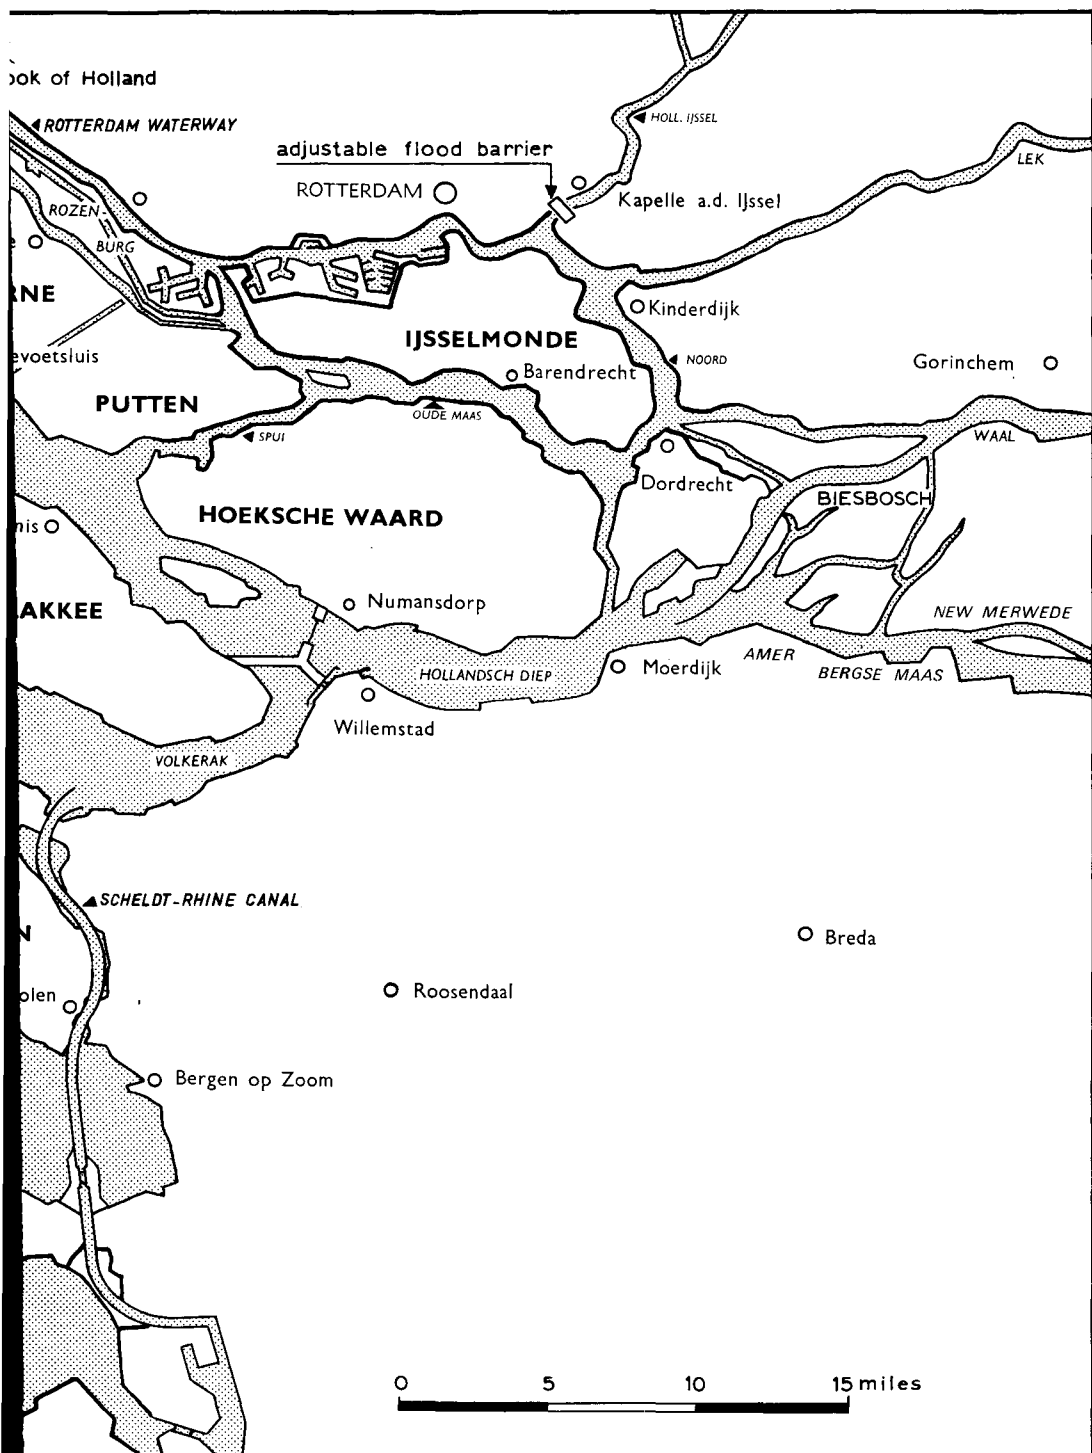 ook of Holland
ROTTERDAM WATERWAY
HOLL. IJSSEL
adjustable flood barrier
LEK
ROTTERDAM
Kapelle a.d. IJssel
ROZEN-
BURG
e
RNE
Kinderdijk
IJSSELMONDE
evoetsluis
NOORD
Gorinchem
Barendrecht
PUTTEN
OUDE MAAS
SPUI
WAAL
Dordrecht
BIESBOSCH
HOEKSCHE WAARD
nis
Numansdorp
AKKEE
NEW MERWEDE
AMER
Moerdijk
HOLLANDSCH DIEP
BERGSE MAAS
Willemstad
VOLKERAK
SCHELDT-RHINE CANAL
N
Breda
olen
Roosendaal
Bergen op Zoom
0 5 10 15 miles